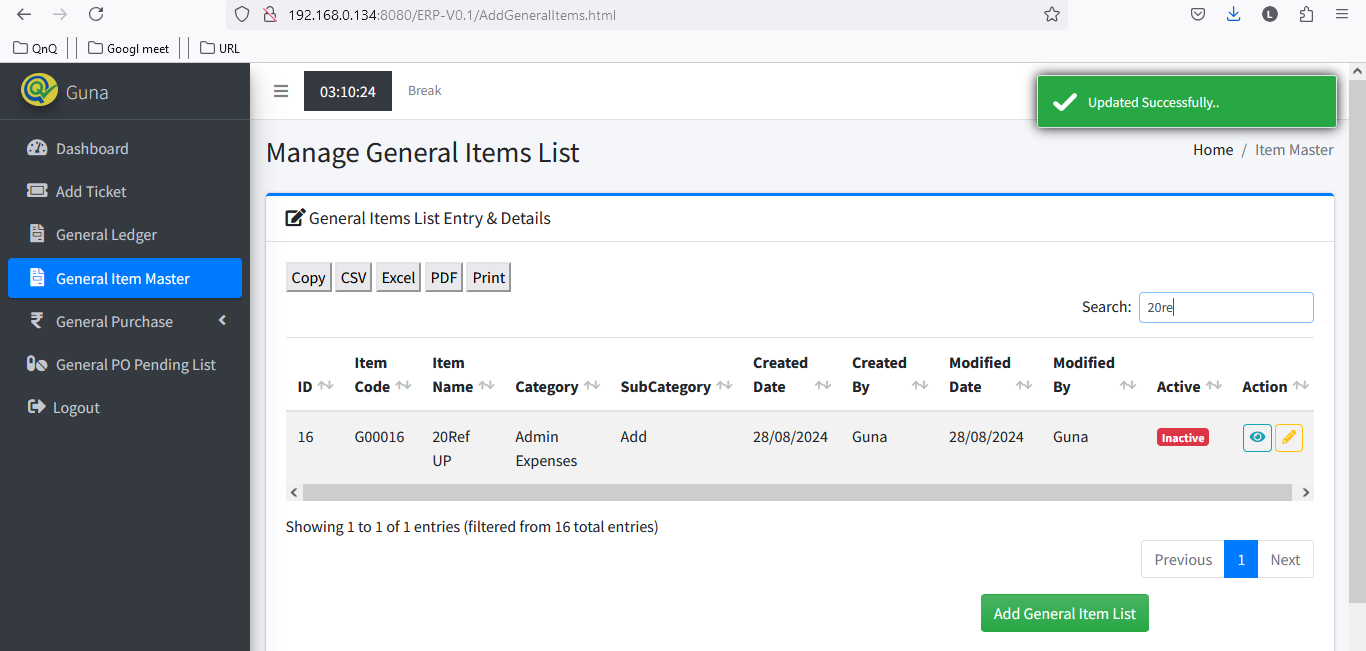 192.168.0.134:8080/ERP-V0.1/AddGeneralItems.html
L
QnQ
Googl meet
URL
Guna
03:10:24
Break
Updated Successfully..
Dashboard
Add Ticket
General Ledger
General Item Master
General Purchase
General PO Pending List
Logout
Manage General Items List
Home / Item Master
General Items List Entry & Details
Copy CSV Excel PDF Print
Search: 20re
ID Item Code Item Name Category SubCategory Created Date Created By Modified Date Modified By Active Action
16 G00016 20Ref UP Admin Expenses Add 28/08/2024 Guna 28/08/2024 Guna Inactive
Showing 1 to 1 of 1 entries (filtered from 16 total entries)
Previous 1 Next
Add General Item List